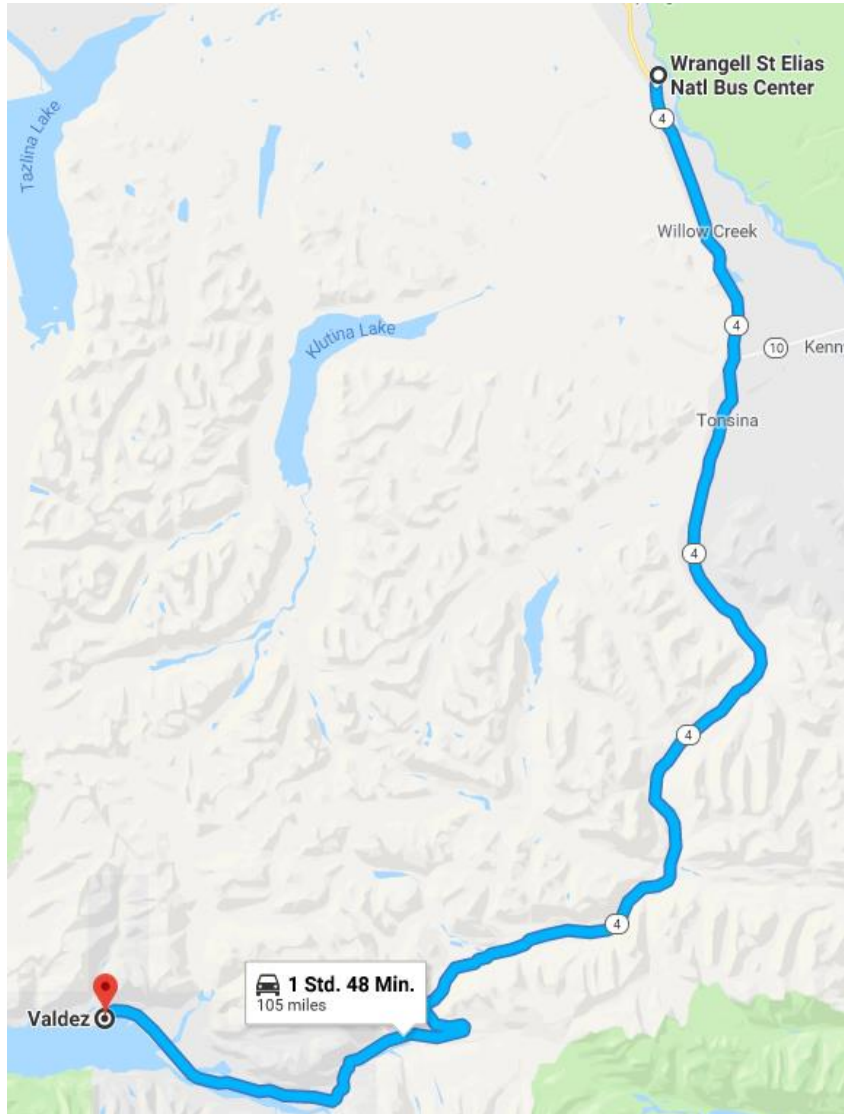 Wrangell St Elias
Natl Bus Center
Tazlina Lake
4
Willow Creek
Klutina Lake
4
10
Kenn
Tonsina
4
4
4
1 Std. 48 Min.
105 miles
Valdez